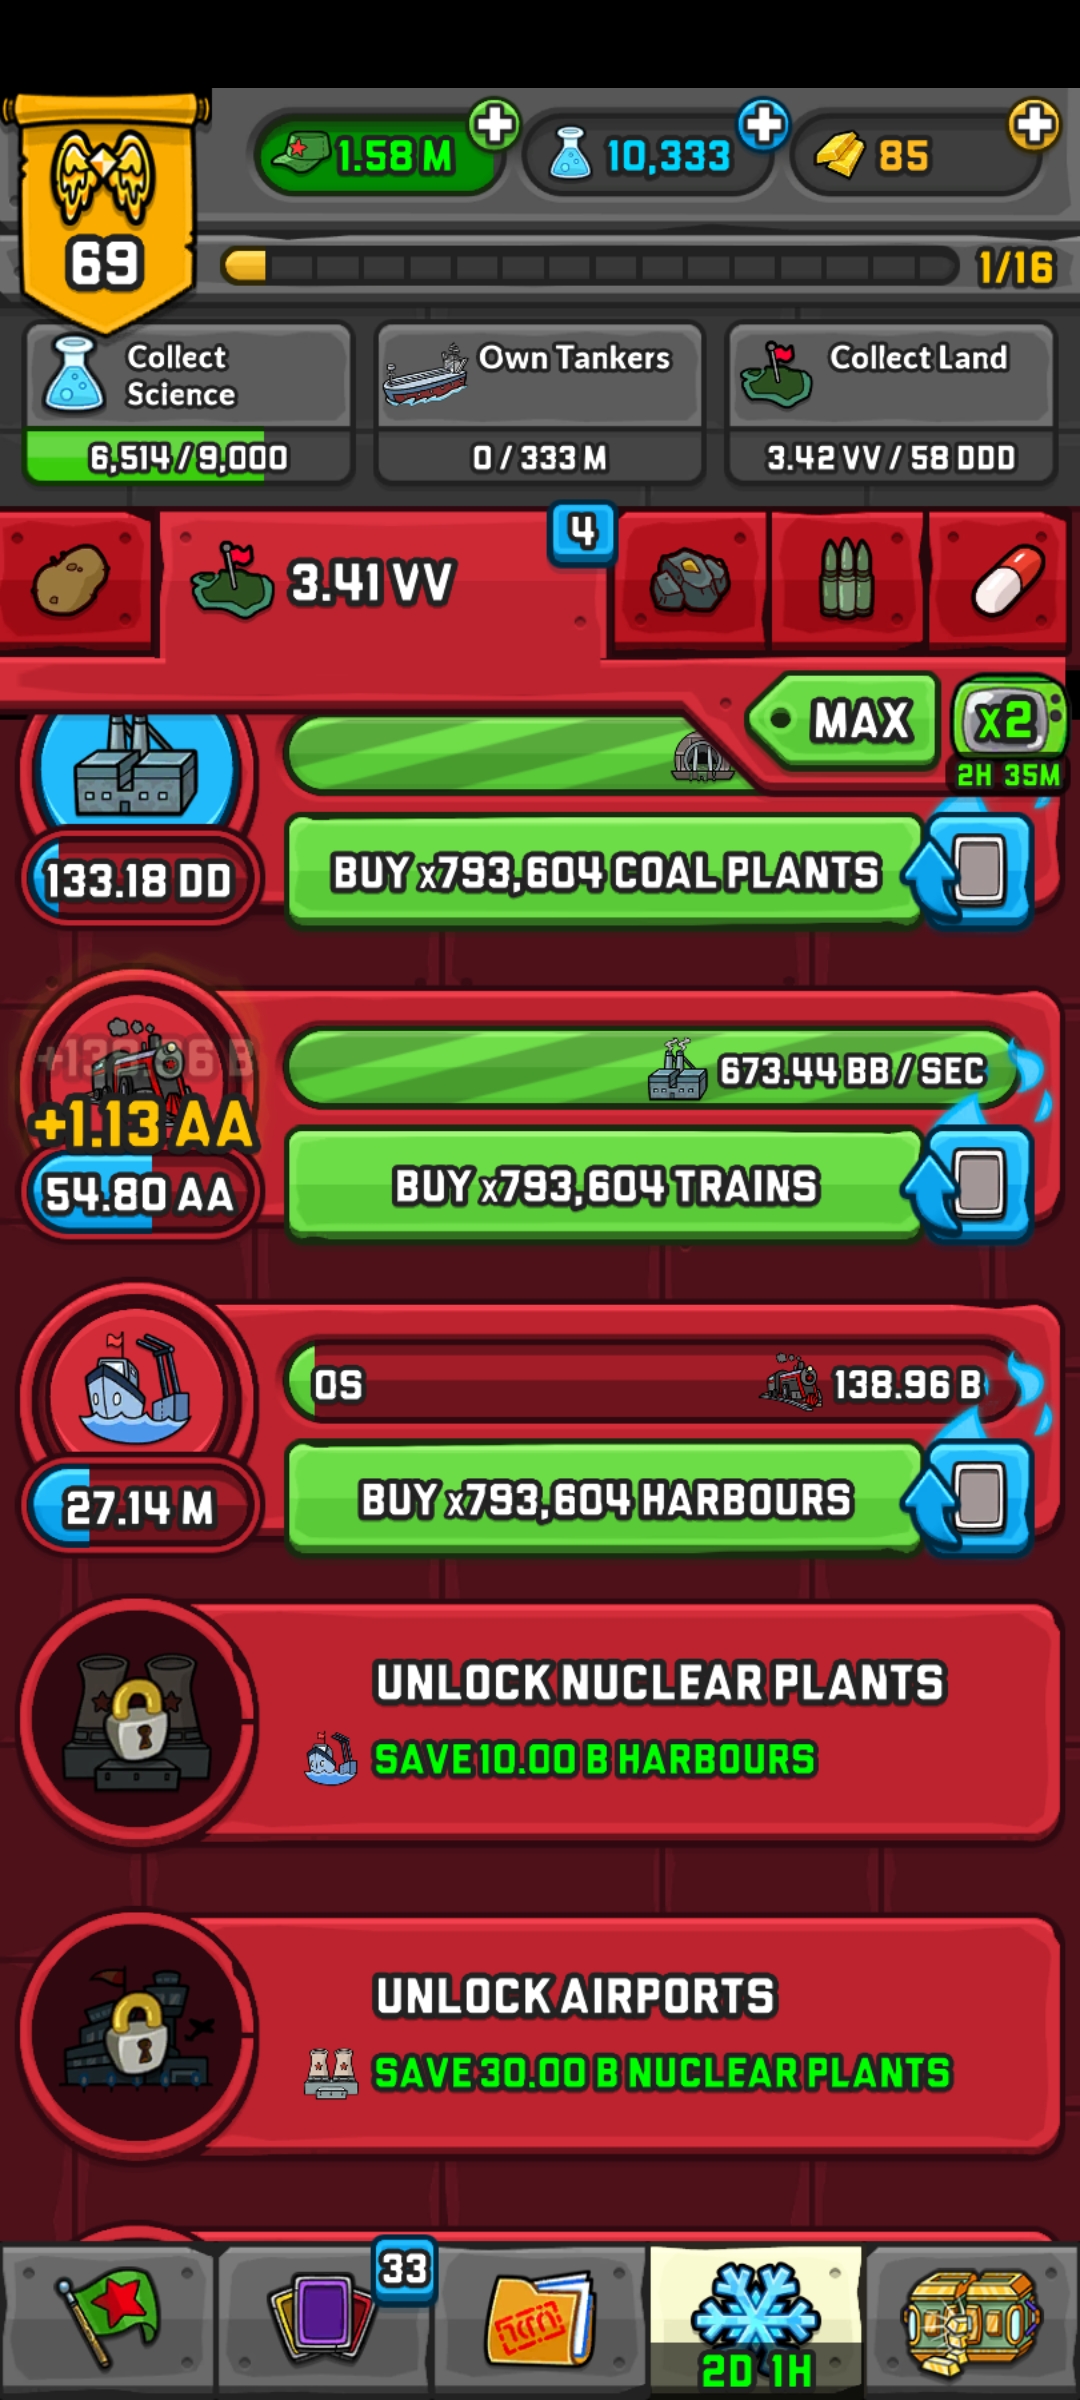 1.58 M
10,333
85
69
1/16
Collect
Science
6,514 / 9,000
Own Tankers
0 / 333 M
Collect Land
3.42 VV / 58 DDD
3.41 VV
4
MAX
x2
2H 35M
133.18 DD
BUY x793,604 COAL PLANTS
+1.13 AA
54.80 AA
673.44 BB / SEC
BUY x793,604 TRAINS
0S
138.96 B
27.14 M
BUY x793,604 HARBOURS
UNLOCK NUCLEAR PLANTS
SAVE 10.00 B HARBOURS
UNLOCK AIRPORTS
SAVE 30.00 B NUCLEAR PLANTS
33
2D 1H